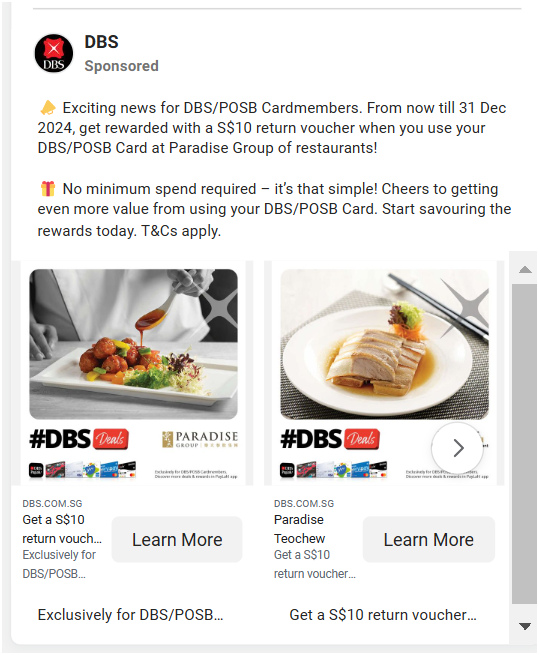 DBS
Sponsored
DBS
📣 Exciting news for DBS/POSB Cardmembers. From now till 31 Dec
2024, get rewarded with a S$10 return voucher when you use your
DBS/POSB Card at Paradise Group of restaurants!
🎁 No minimum spend required – it's that simple! Cheers to getting
even more value from using your DBS/POSB Card. Start savouring the
rewards today. T&Cs apply.
#DBS Deals
PARADISE
GROUP
#DBS Deals
Exclusively for DBS/POSB Cardmembers.
Discover more deals & rewards on PayLah! app
Exclusively for DBS/POSB Cardmembers.
Discover more deals & rewards on PayLah! app
DBS.COM.SG
Get a S$10
return vouch...
Exclusively for
DBS/POSB...
Learn More
DBS.COM.SG
Paradise
Teochew
Get a S$10
return voucher...
Learn More
Exclusively for DBS/POSB...
Get a S$10 return voucher...